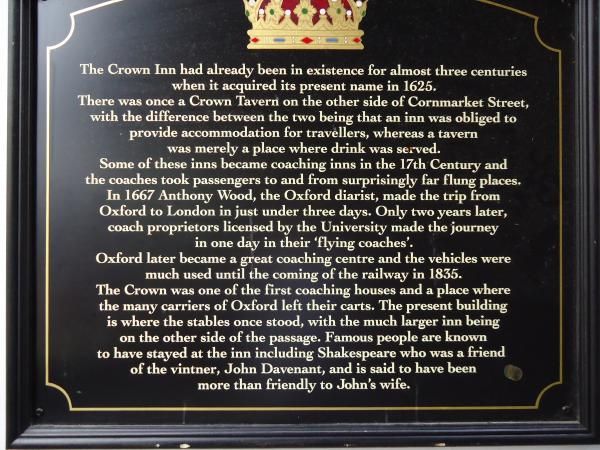 The Crown Inn had already been in existence for almost three centuries
when it acquired its present name in 1625.
There was once a Crown Tavern on the other side of Cornmarket Street,
with the difference between the two being that an inn was obliged to
provide accommodation for travellers, whereas a tavern
was merely a place where drink was served.
Some of these inns became coaching inns in the 17th Century and
the coaches took passengers to and from surprisingly far flung places.
In 1667 Anthony Wood, the Oxford diarist, made the trip from
Oxford to London in just under three days. Only two years later,
coach proprietors licensed by the University made the journey
in one day in their ‘flying coaches’.
Oxford later became a great coaching centre and the vehicles were
much used until the coming of the railway in 1835.
The Crown was one of the first coaching houses and a place where
the many carriers of Oxford left their carts. The present building
is where the stables once stood, with the much larger inn being
on the other side of the passage. Famous people are known
to have stayed at the inn including Shakespeare who was a friend
of the vintner, John Davenant, and is said to have been
more than friendly to John’s wife.